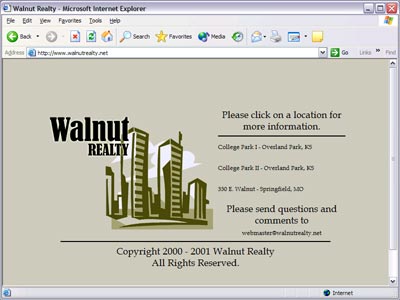 Walnut Realty - Microsoft Internet Explorer
File Edit View Favorites Tools Help
Back Search Favorites Media
Address http://www.walnutrealty.net Go Links »
Walnut
REALTY
Please click on a location for
more information.
College Park I - Overland Park, KS
College Park II - Overland Park, KS
330 E. Walnut - Springfield, MO
Please send questions and
comments to
webmaster@walnutrealty.net
Copyright 2000 - 2001 Walnut Realty
All Rights Reserved.
Internet